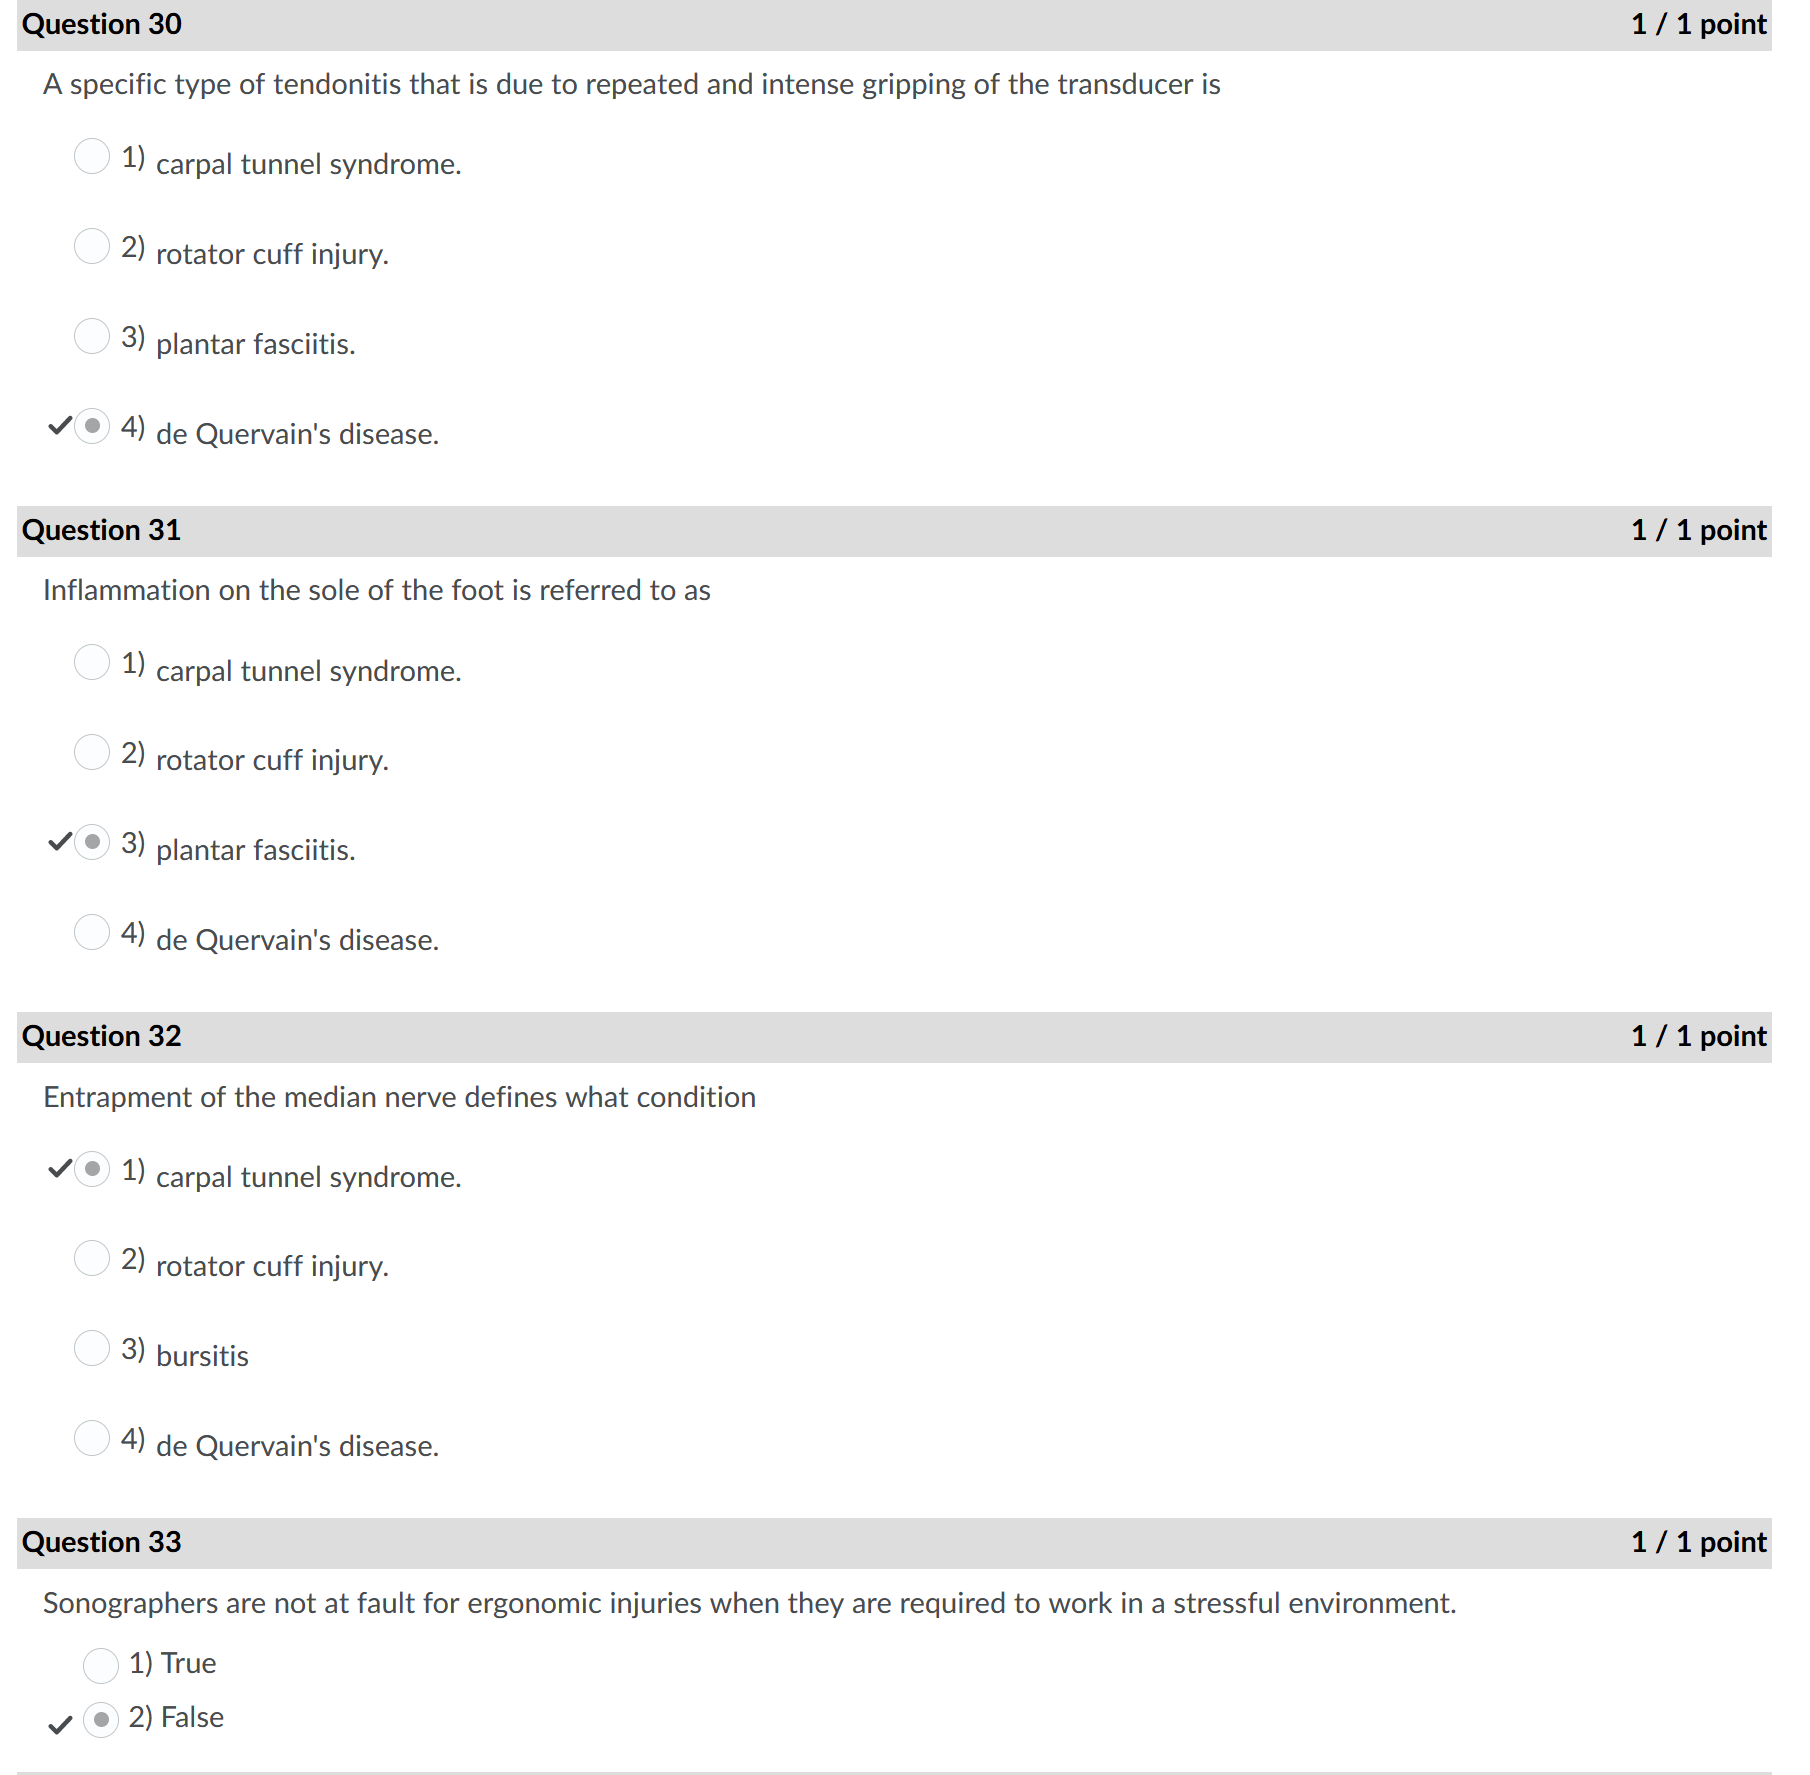 Question 30 1 / 1 point
A specific type of tendonitis that is due to repeated and intense gripping of the transducer is
1) carpal tunnel syndrome.
2) rotator cuff injury.
3) plantar fasciitis.
4) de Quervain's disease.
Question 31 1 / 1 point
Inflammation on the sole of the foot is referred to as
1) carpal tunnel syndrome.
2) rotator cuff injury.
3) plantar fasciitis.
4) de Quervain's disease.
Question 32 1 / 1 point
Entrapment of the median nerve defines what condition
1) carpal tunnel syndrome.
2) rotator cuff injury.
3) bursitis
4) de Quervain's disease.
Question 33 1 / 1 point
Sonographers are not at fault for ergonomic injuries when they are required to work in a stressful environment.
1) True
2) False